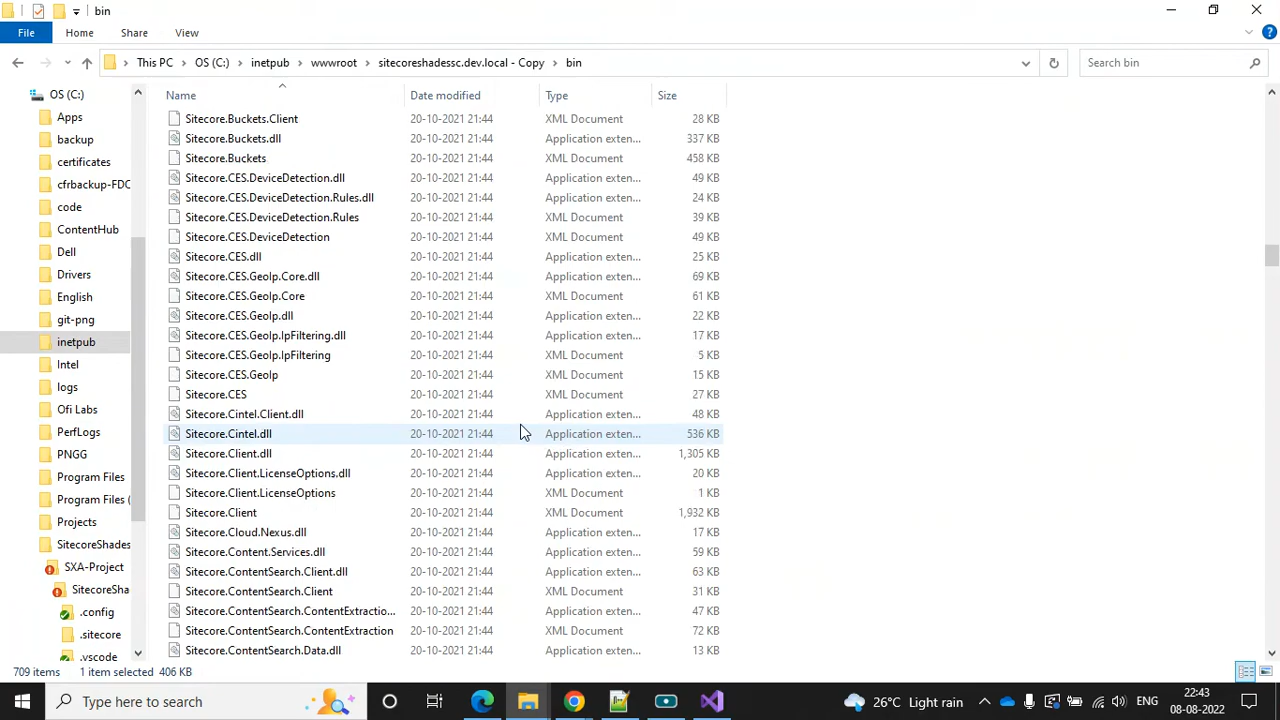 bin
File Home Share View
This PC OS (C:) inetpub wwwroot sitecoreshadessc.dev.local - Copy bin
Search bin
OS (C:)
Apps
backup
certificates
cfrbackup-FDC
code
ContentHub
Dell
Drivers
English
git-png
inetpub
Intel
logs
Ofi Labs
PerfLogs
PNGG
Program Files
Program Files (
Projects
SitecoreShades
SXA-Project
SitecoreSha
.config
.sitecore
.vscode
Name Date modified Type Size
Sitecore.Buckets.Client 20-10-2021 21:44 XML Document 28 KB
Sitecore.Buckets.dll 20-10-2021 21:44 Application exten... 337 KB
Sitecore.Buckets 20-10-2021 21:44 XML Document 458 KB
Sitecore.CES.DeviceDetection.dll 20-10-2021 21:44 Application exten... 49 KB
Sitecore.CES.DeviceDetection.Rules.dll 20-10-2021 21:44 Application exten... 24 KB
Sitecore.CES.DeviceDetection.Rules 20-10-2021 21:44 XML Document 39 KB
Sitecore.CES.DeviceDetection 20-10-2021 21:44 XML Document 49 KB
Sitecore.CES.dll 20-10-2021 21:44 Application exten... 25 KB
Sitecore.CES.GeoIp.Core.dll 20-10-2021 21:44 Application exten... 69 KB
Sitecore.CES.GeoIp.Core 20-10-2021 21:44 XML Document 61 KB
Sitecore.CES.GeoIp.dll 20-10-2021 21:44 Application exten... 22 KB
Sitecore.CES.GeoIp.IpFiltering.dll 20-10-2021 21:44 Application exten... 17 KB
Sitecore.CES.GeoIp.IpFiltering 20-10-2021 21:44 XML Document 5 KB
Sitecore.CES.GeoIp 20-10-2021 21:44 XML Document 15 KB
Sitecore.CES 20-10-2021 21:44 XML Document 27 KB
Sitecore.Cintel.Client.dll 20-10-2021 21:44 Application exten... 48 KB
Sitecore.Cintel.dll 20-10-2021 21:44 Application exten... 536 KB
Sitecore.Client.dll 20-10-2021 21:44 Application exten... 1,305 KB
Sitecore.Client.LicenseOptions.dll 20-10-2021 21:44 Application exten... 20 KB
Sitecore.Client.LicenseOptions 20-10-2021 21:44 XML Document 1 KB
Sitecore.Client 20-10-2021 21:44 XML Document 1,932 KB
Sitecore.Cloud.Nexus.dll 20-10-2021 21:44 Application exten... 17 KB
Sitecore.Content.Services.dll 20-10-2021 21:44 Application exten... 59 KB
Sitecore.ContentSearch.Client.dll 20-10-2021 21:44 Application exten... 63 KB
Sitecore.ContentSearch.Client 20-10-2021 21:44 XML Document 31 KB
Sitecore.ContentSearch.ContentExtractio... 20-10-2021 21:44 Application exten... 47 KB
Sitecore.ContentSearch.ContentExtraction 20-10-2021 21:44 XML Document 72 KB
Sitecore.ContentSearch.Data.dll 20-10-2021 21:44 Application exten... 13 KB
709 items 1 item selected 406 KB
Type here to search
26°C Light rain
ENG
22:43
08-08-2022